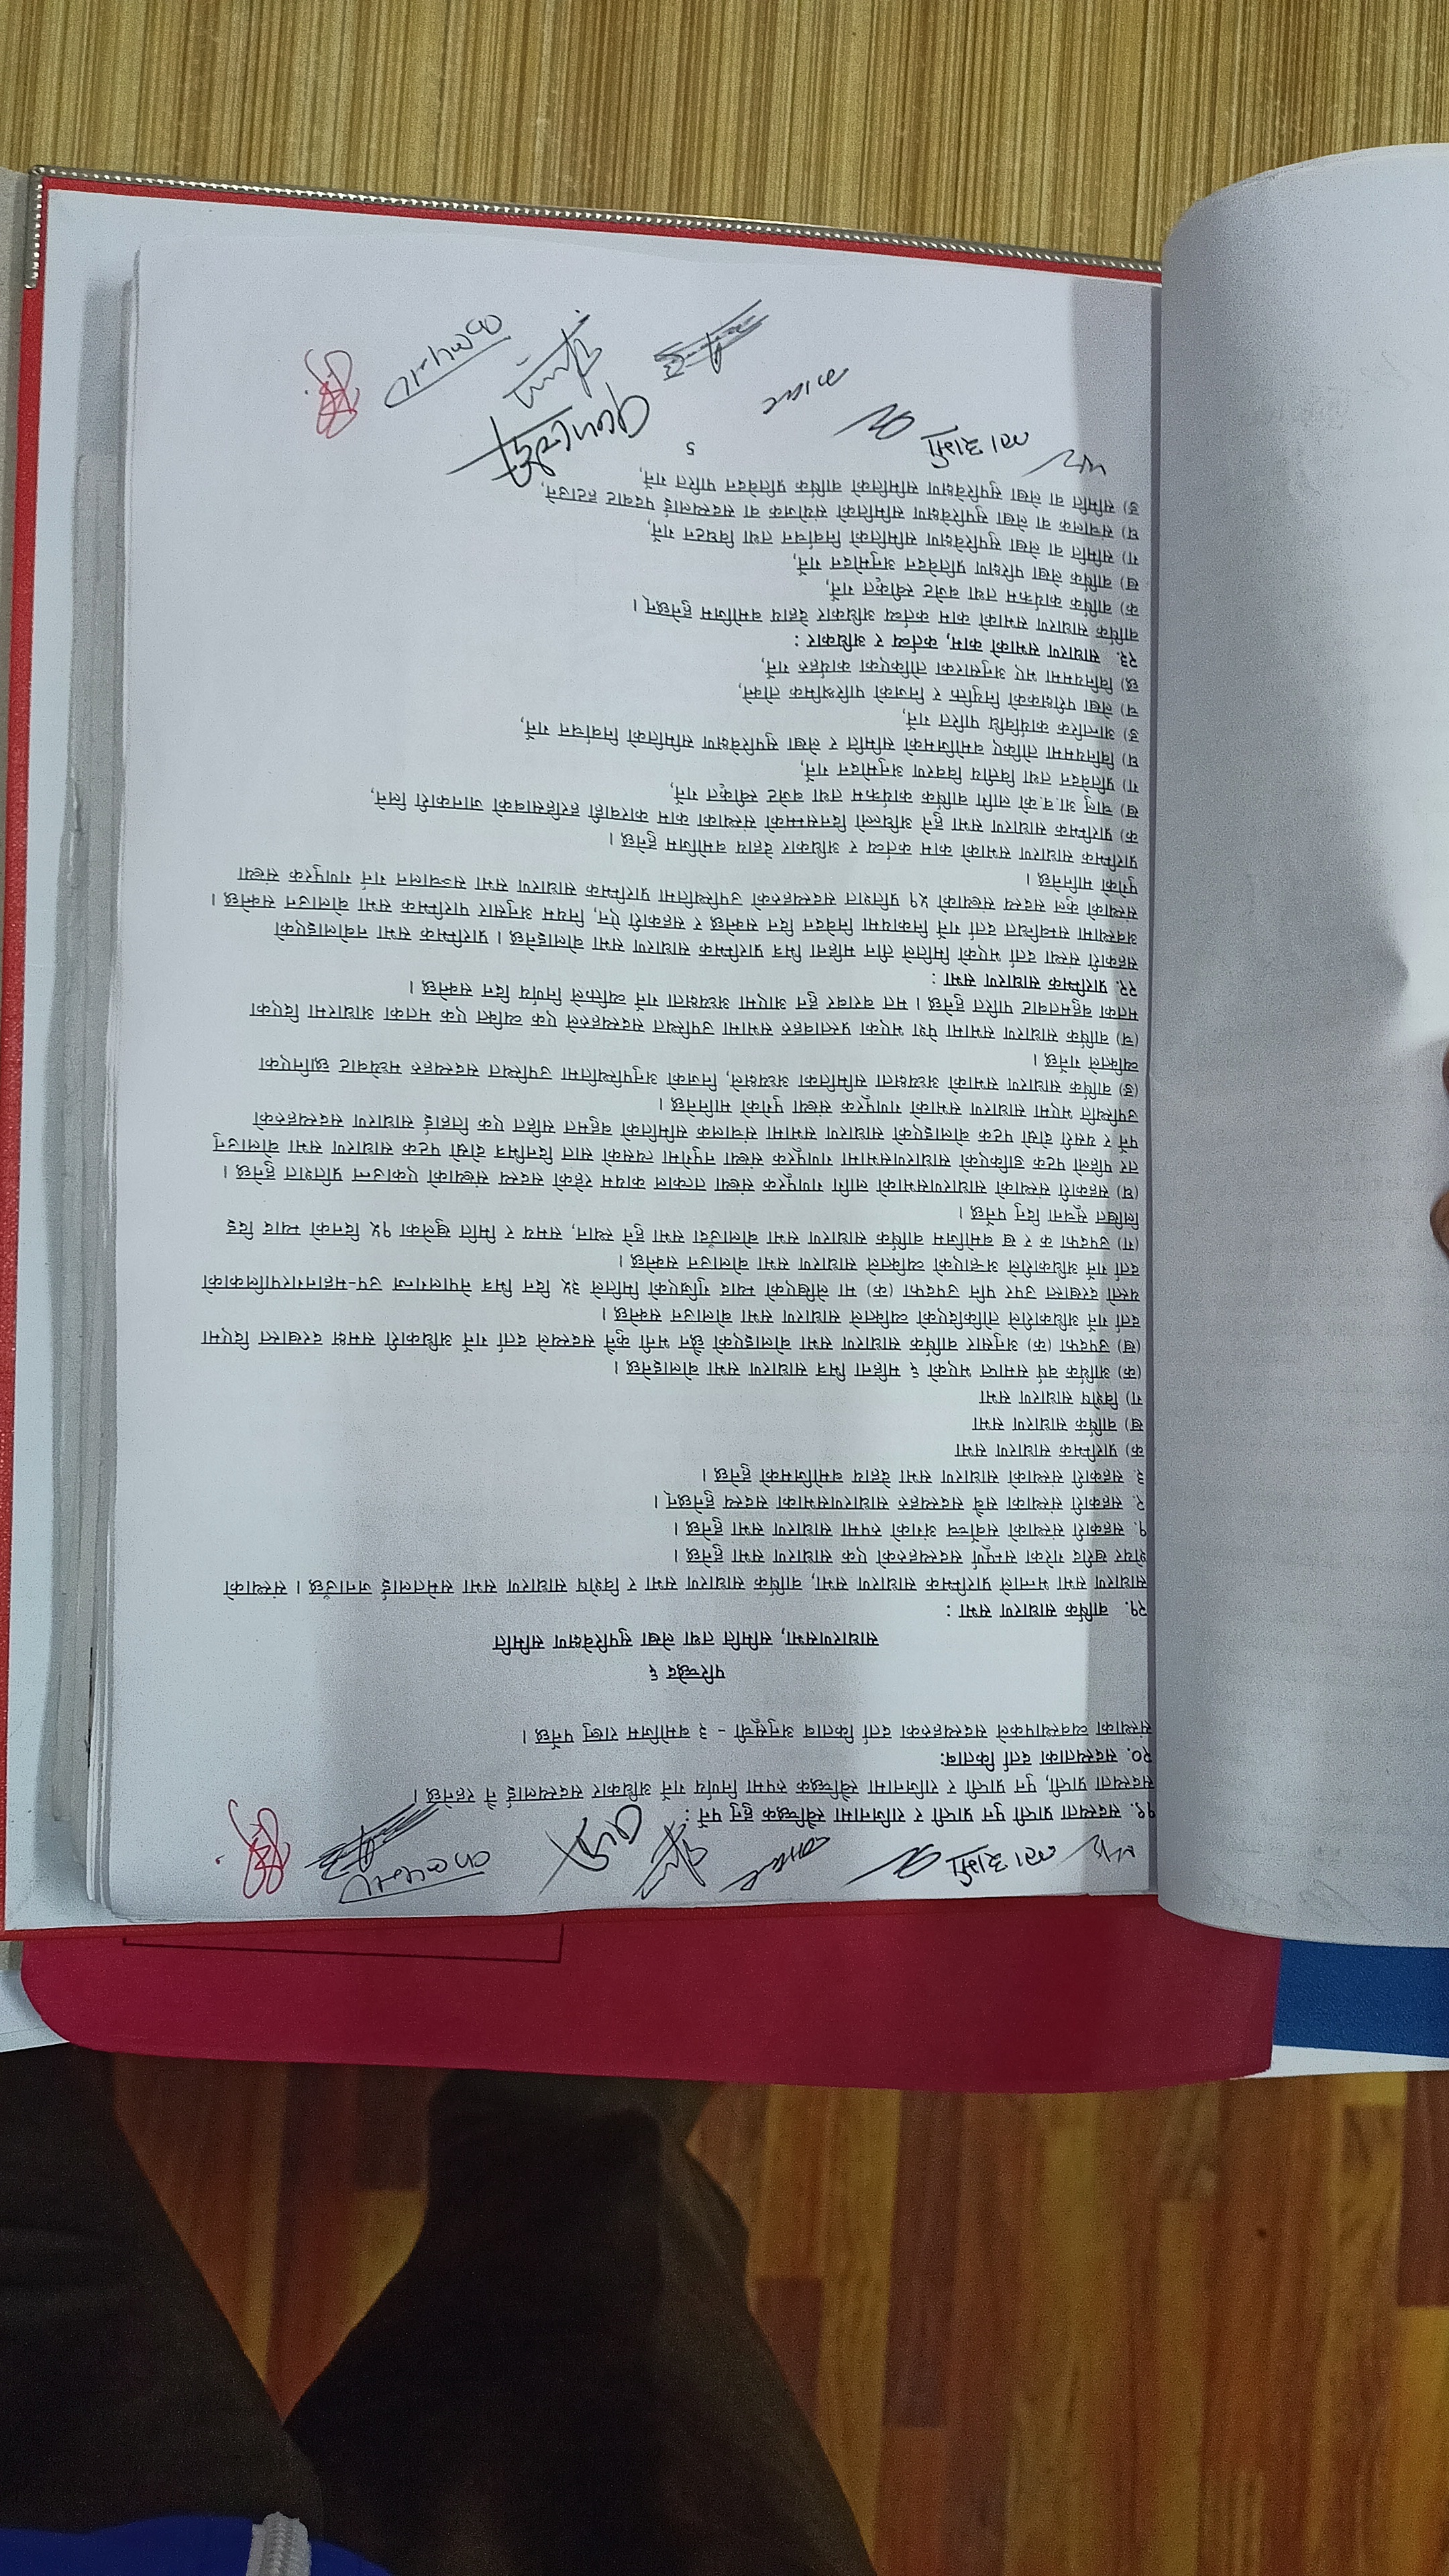 ला शर्मा
कल्पना
१९. सदस्यता प्राप्ती पुन प्राप्ती र राजिनामा स्वैच्छिक हुनु पर्ने :
सदस्यता प्राप्ती, पुन प्राप्ती र राजिनामा स्वैच्छिक रुपमा निर्णय गर्ने अधिकार सदस्यलाई नै रहनेछ ।
२०. सदस्यताका दर्ता किताब:
संस्थाका व्यवस्थापकले सदस्यहरुका दर्ता किताब अनुसूची - ३ बमोजिम राख्नु पर्नेछ ।
परिच्छेद ६
साधारणसभा, समिति तथा लेखा सुपरिवेक्षण समिति
२१. वार्षिक साधारण सभा :
साधारण सभा भन्नाले प्रारम्भिक साधारण सभा, वार्षिक साधारण सभा र विशेष साधारण सभा समेतलाई जनाउँछ । संस्थाको
शेयर खरीद गरेका सम्पूर्ण सदस्यहरुको एक साधारण सभा हुनेछ ।
१. सहकारी संस्थाको सर्वोच्च अंगको रुपमा साधारण सभा हुनेछ ।
२. सहकारी संस्थाका सबै सदस्यहरु साधारणसभाका सदस्य हुनेछन् ।
३. सहकारी संस्थाको साधारण सभा देहाय बमोजिमको हुनेछ ।
क) प्रारम्भिक साधारण सभा
ख) वार्षिक साधारण सभा
ग) विशेष साधारण सभा
(क) आर्थिक वर्ष समाप्त भएको ६ महिना भित्र साधारण सभा बोलाइनेछ ।
(ख) उपदफा (क) अनुसार वार्षिक साधारण सभा बोलाइएको छैन भनी कुनै सदस्यले दर्ता गर्ने अधिकारी समक्ष दरखास्त दिएमा
दर्ता गर्ने अधिकारीले तोकिदिएको व्यक्तिले साधारण सभा बोलाउन सक्नेछ ।
यस्तो दरखास्त उपर पनि उपदफा (क) मा लेखिएको म्याद गुज्रिएको मितिले ३५ दिन भित्र नेपालगन्ज उप-महानगरपालिकाको
दर्ता गर्ने अधिकारीले अऱ्हाएको व्यक्तिले साधारण सभा बोलाउन सक्नेछ ।
(ग) उपदफा क र ख बमोजिम वार्षिक साधारण सभा बोलाउँदा सभा हुने स्थान, समय र मिति खुलेका १५ दिनको म्याद दिइ
लिखित सूचना दिनु पर्नेछ ।
(घ) सहकारी संस्थाको साधारणसभाको लागि गणपूरक संख्या तत्काल कायम रहेको सदस्य संख्याको एकाउन्न प्रतिशत हुनेछ ।
तर पहिलो पटक डाकिएको साधारणसभामा गणपूरक संख्या नपुगेमा त्यसको सात दिनभित्र दोस्रो पटक साधारण सभा बोलाउनु
पर्ने र यसरी दोस्रो पटक बोलाइएको साधारण सभामा संचालक समितिको बहुमत सहित एक तिहाई साधारण सदस्यहरुको
उपस्थिति भएमा साधारण सभाको गणपूरक संख्या पुगेको मानिनेछ ।
(ङ) वार्षिक साधारण सभाको अध्यक्षता समितिका अध्यक्षले, निजको अनुपस्थितिमा उपस्थित सदस्यहरु मध्येबाट छानिएका
व्यक्तिले गर्नेछ ।
(च) वार्षिक साधारण सभामा पेश भएका प्रस्तावहरु सभामा उपस्थित सदस्यहरुले एक व्यक्ति एक मतका आधारमा दिएका
मतका बहुमतबाट पारित हुनेछ । मत बराबर हुन आएमा अध्यक्षता गर्ने व्यक्तिले निर्णय दिन सक्नेछ ।
२२. प्रारम्भिक साधारण सभा :
सहकारी संस्था दर्ता भएको मितिले तीन महिना भित्र प्रारम्भिक साधारण सभा बोलाइनेछ । प्रारम्भिक सभा नबोलाइएको
अवस्थामा सम्बन्धित दर्ता गर्ने निकायमा निवेदन दिन सक्नेछ र सहकारी ऐन, नियम अनुसार पारम्भिक सभा बोलाउन सक्नेछ ।
संस्थाको कुल सदस्य संख्याको ५१ प्रतिशत सदस्यहरुको उपस्थितिमा प्रारम्भिक साधारण सभा सञ्चालन गर्न गणपुरक संख्या
पुगेको मानिनेछ ।
प्रारम्भिक साधारण सभाको काम कर्तव्य र अधिकार देहाय बमोजिम हुनेछ ।
क) प्रारम्भिक साधारण सभा हुने अघिल्लो दिनसम्मको संस्थाका काम कारवाही हरहिसाबको जानकारी लिने,
ख) चालु आ.व.को लागि वार्षिक कार्यक्रम तथा बजेट स्वीकृत गर्ने,
ग) प्रतिवेदन तथा वित्तीय विवरण अनुमोदन गर्ने,
घ) विनियममा तोकिए बमोजिमको समिति र लेखा सुपरिवेक्षण समितिको निर्वाचन गर्ने,
ङ) आन्तरिक कार्यविधि पारित गर्ने,
च) लेखा परीक्षकको नियुक्ति र निजको पारिश्रमिक तोक्ने,
छ) विनियममा भए अनुसारका तोकिएका कार्यहरु गर्ने,
२३. साधारण सभाको काम, कर्तव्य र अधिकार :
वार्षिक साधारण सभाको काम कर्तब्य अधिकार देहाय बमोजिम हुनेछन् ।
क) वार्षिक कार्यक्रम तथा बजेट स्वीकृत गर्ने,
ख) वार्षिक लेखा परिक्षण प्रतिवेदन अनुमोदन गर्ने,
ग) समिति वा लेखा सुपरिवेक्षण समितिको निर्वाचन तथा विघटन गर्ने,
घ) संचालक वा लेखा सुपरिवेक्षण समितिको संयोजक वा सदस्यलाई पदबाट हटाउने,
ङ) समिति वा लेखा सुपरिवेक्षण समितिको वार्षिक प्रतिवेदन पारित गर्ने,
5
ला शर्मा
कल्पना